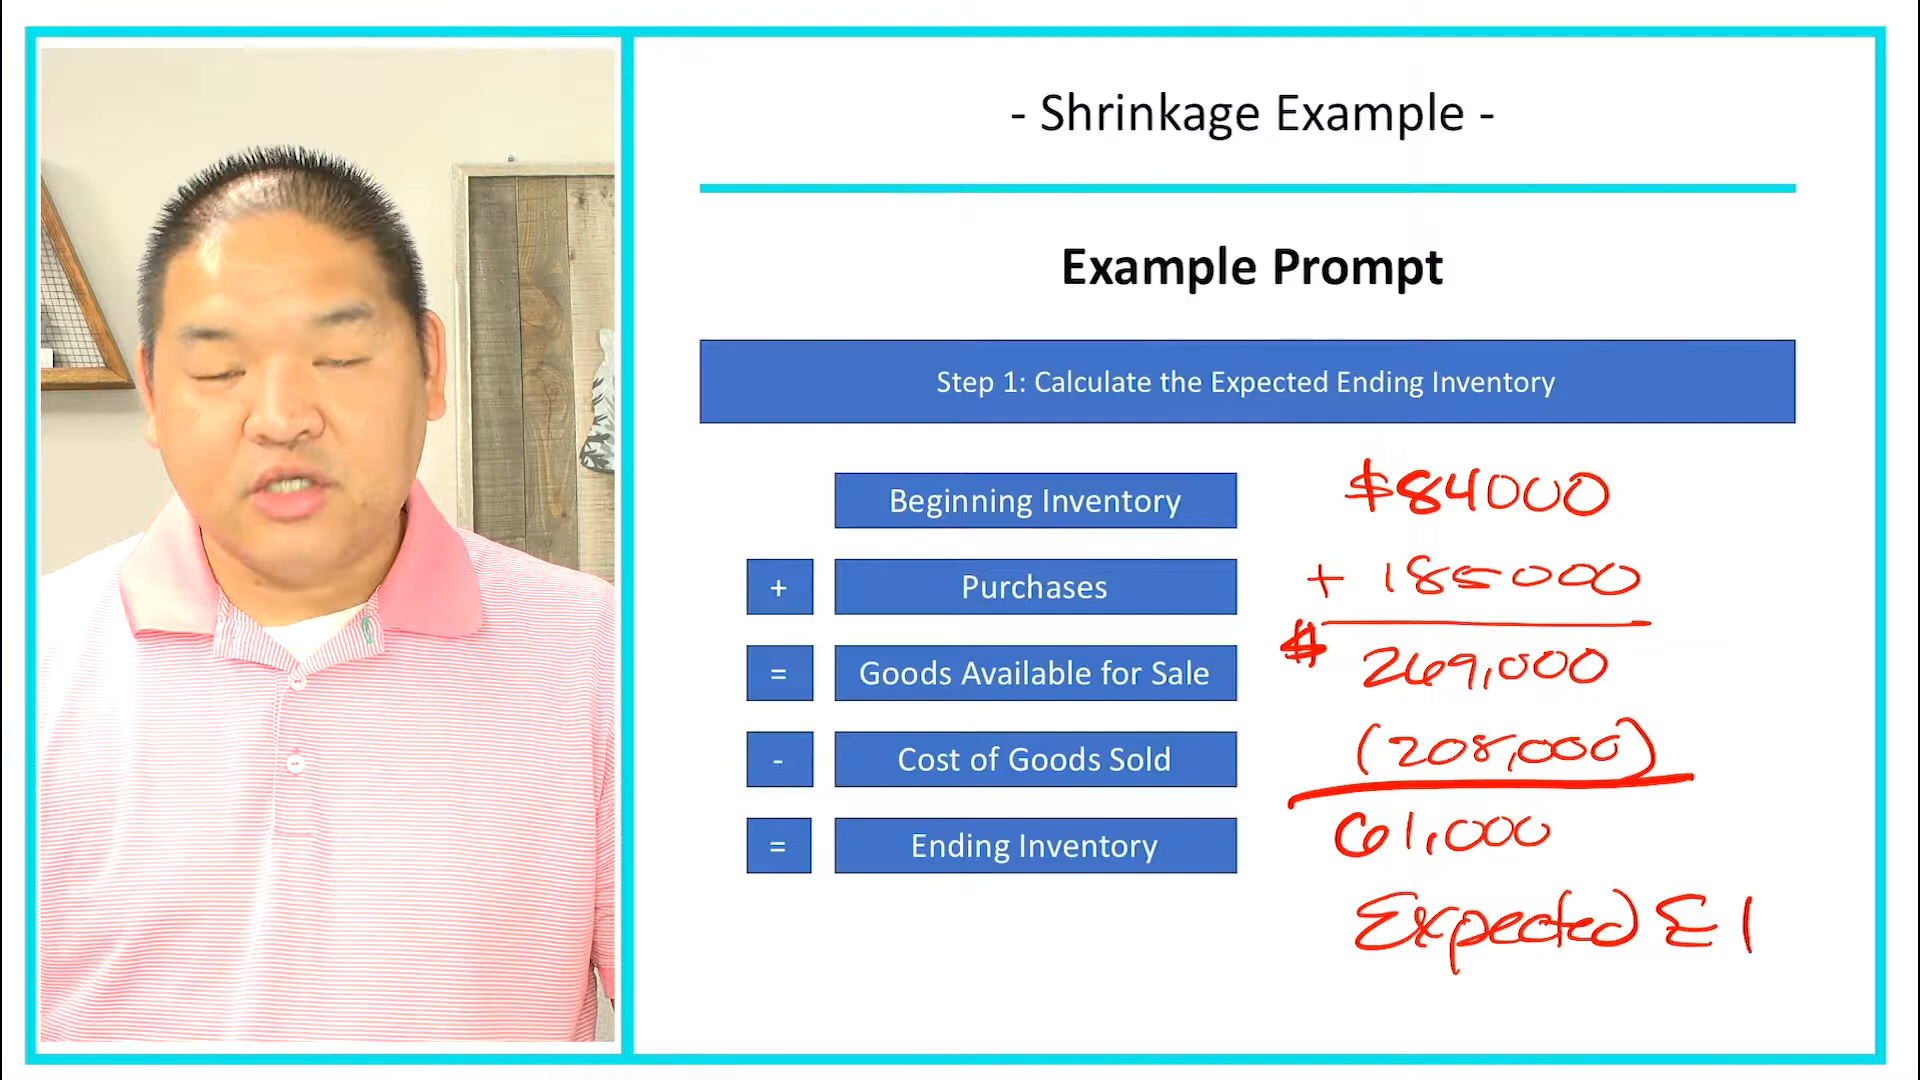 - Shrinkage Example -
Example Prompt
Step 1: Calculate the Expected Ending Inventory
Beginning Inventory $84000
+ Purchases + 185000
= Goods Available for Sale $ 269,000
- Cost of Goods Sold (208,000)
= Ending Inventory 61,000
Expected EI